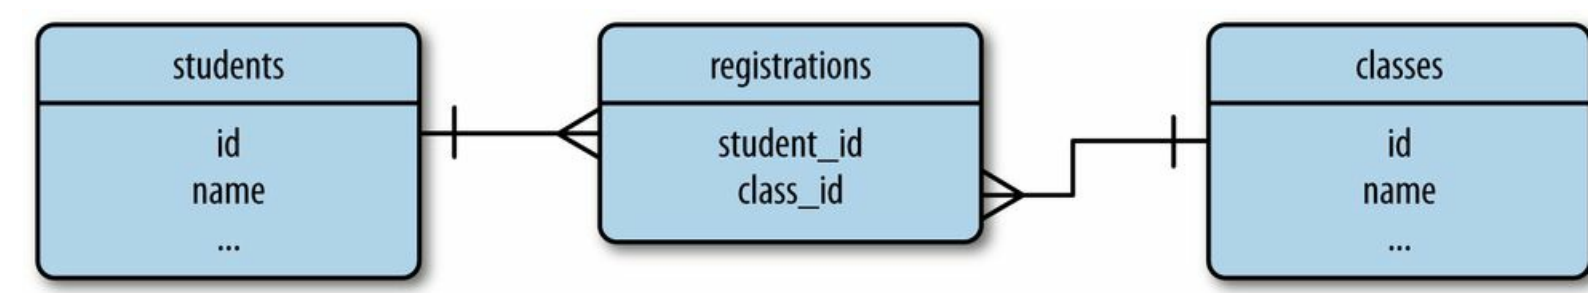 students
id
name
...
registrations
student_id
class_id
classes
id
name
...